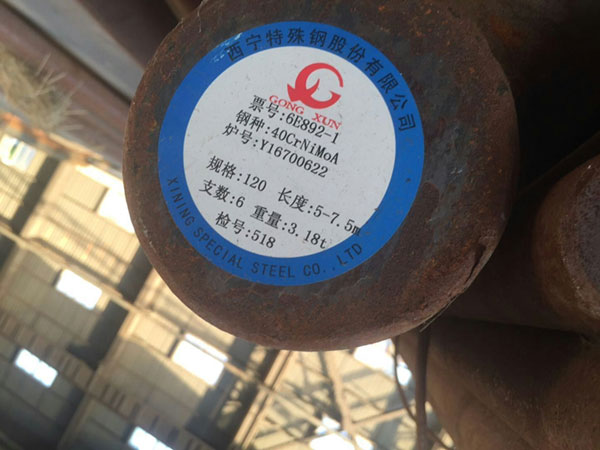 西宁特殊钢股份有限公司
GONG XUN
票号:6E892-1
钢种:40CrNiMoA
炉号:Y16700622
规格:120 长度:5-7.5m
支数:6 重量:3.18t
检号:518
XINING SPECIAL STEEL CO.,LTD